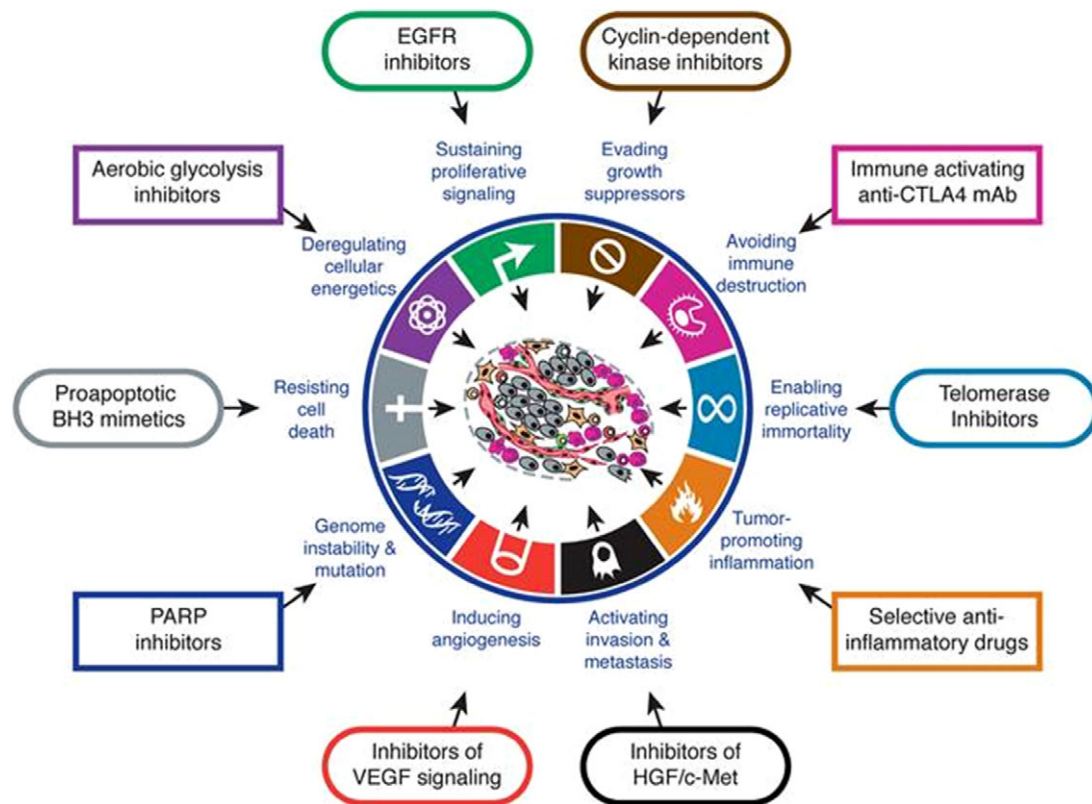 EGFR
inhibitors
Cyclin-dependent
kinase inhibitors
Aerobic glycolysis
inhibitors
Sustaining
proliferative
signaling
Evading
growth
suppressors
Immune activating
anti-CTLA4 mAb
Deregulating
cellular
energetics
Avoiding
immune
destruction
Proapoptotic
BH3 mimetics
Resisting
cell
death
Enabling
replicative
immortality
Telomerase
Inhibitors
Genome
instability &
mutation
Tumor-
promoting
inflammation
PARP
inhibitors
Inducing
angiogenesis
Activating
invasion &
metastasis
Selective anti-
inflammatory drugs
Inhibitors of
VEGF signaling
Inhibitors of
HGF/c-Met